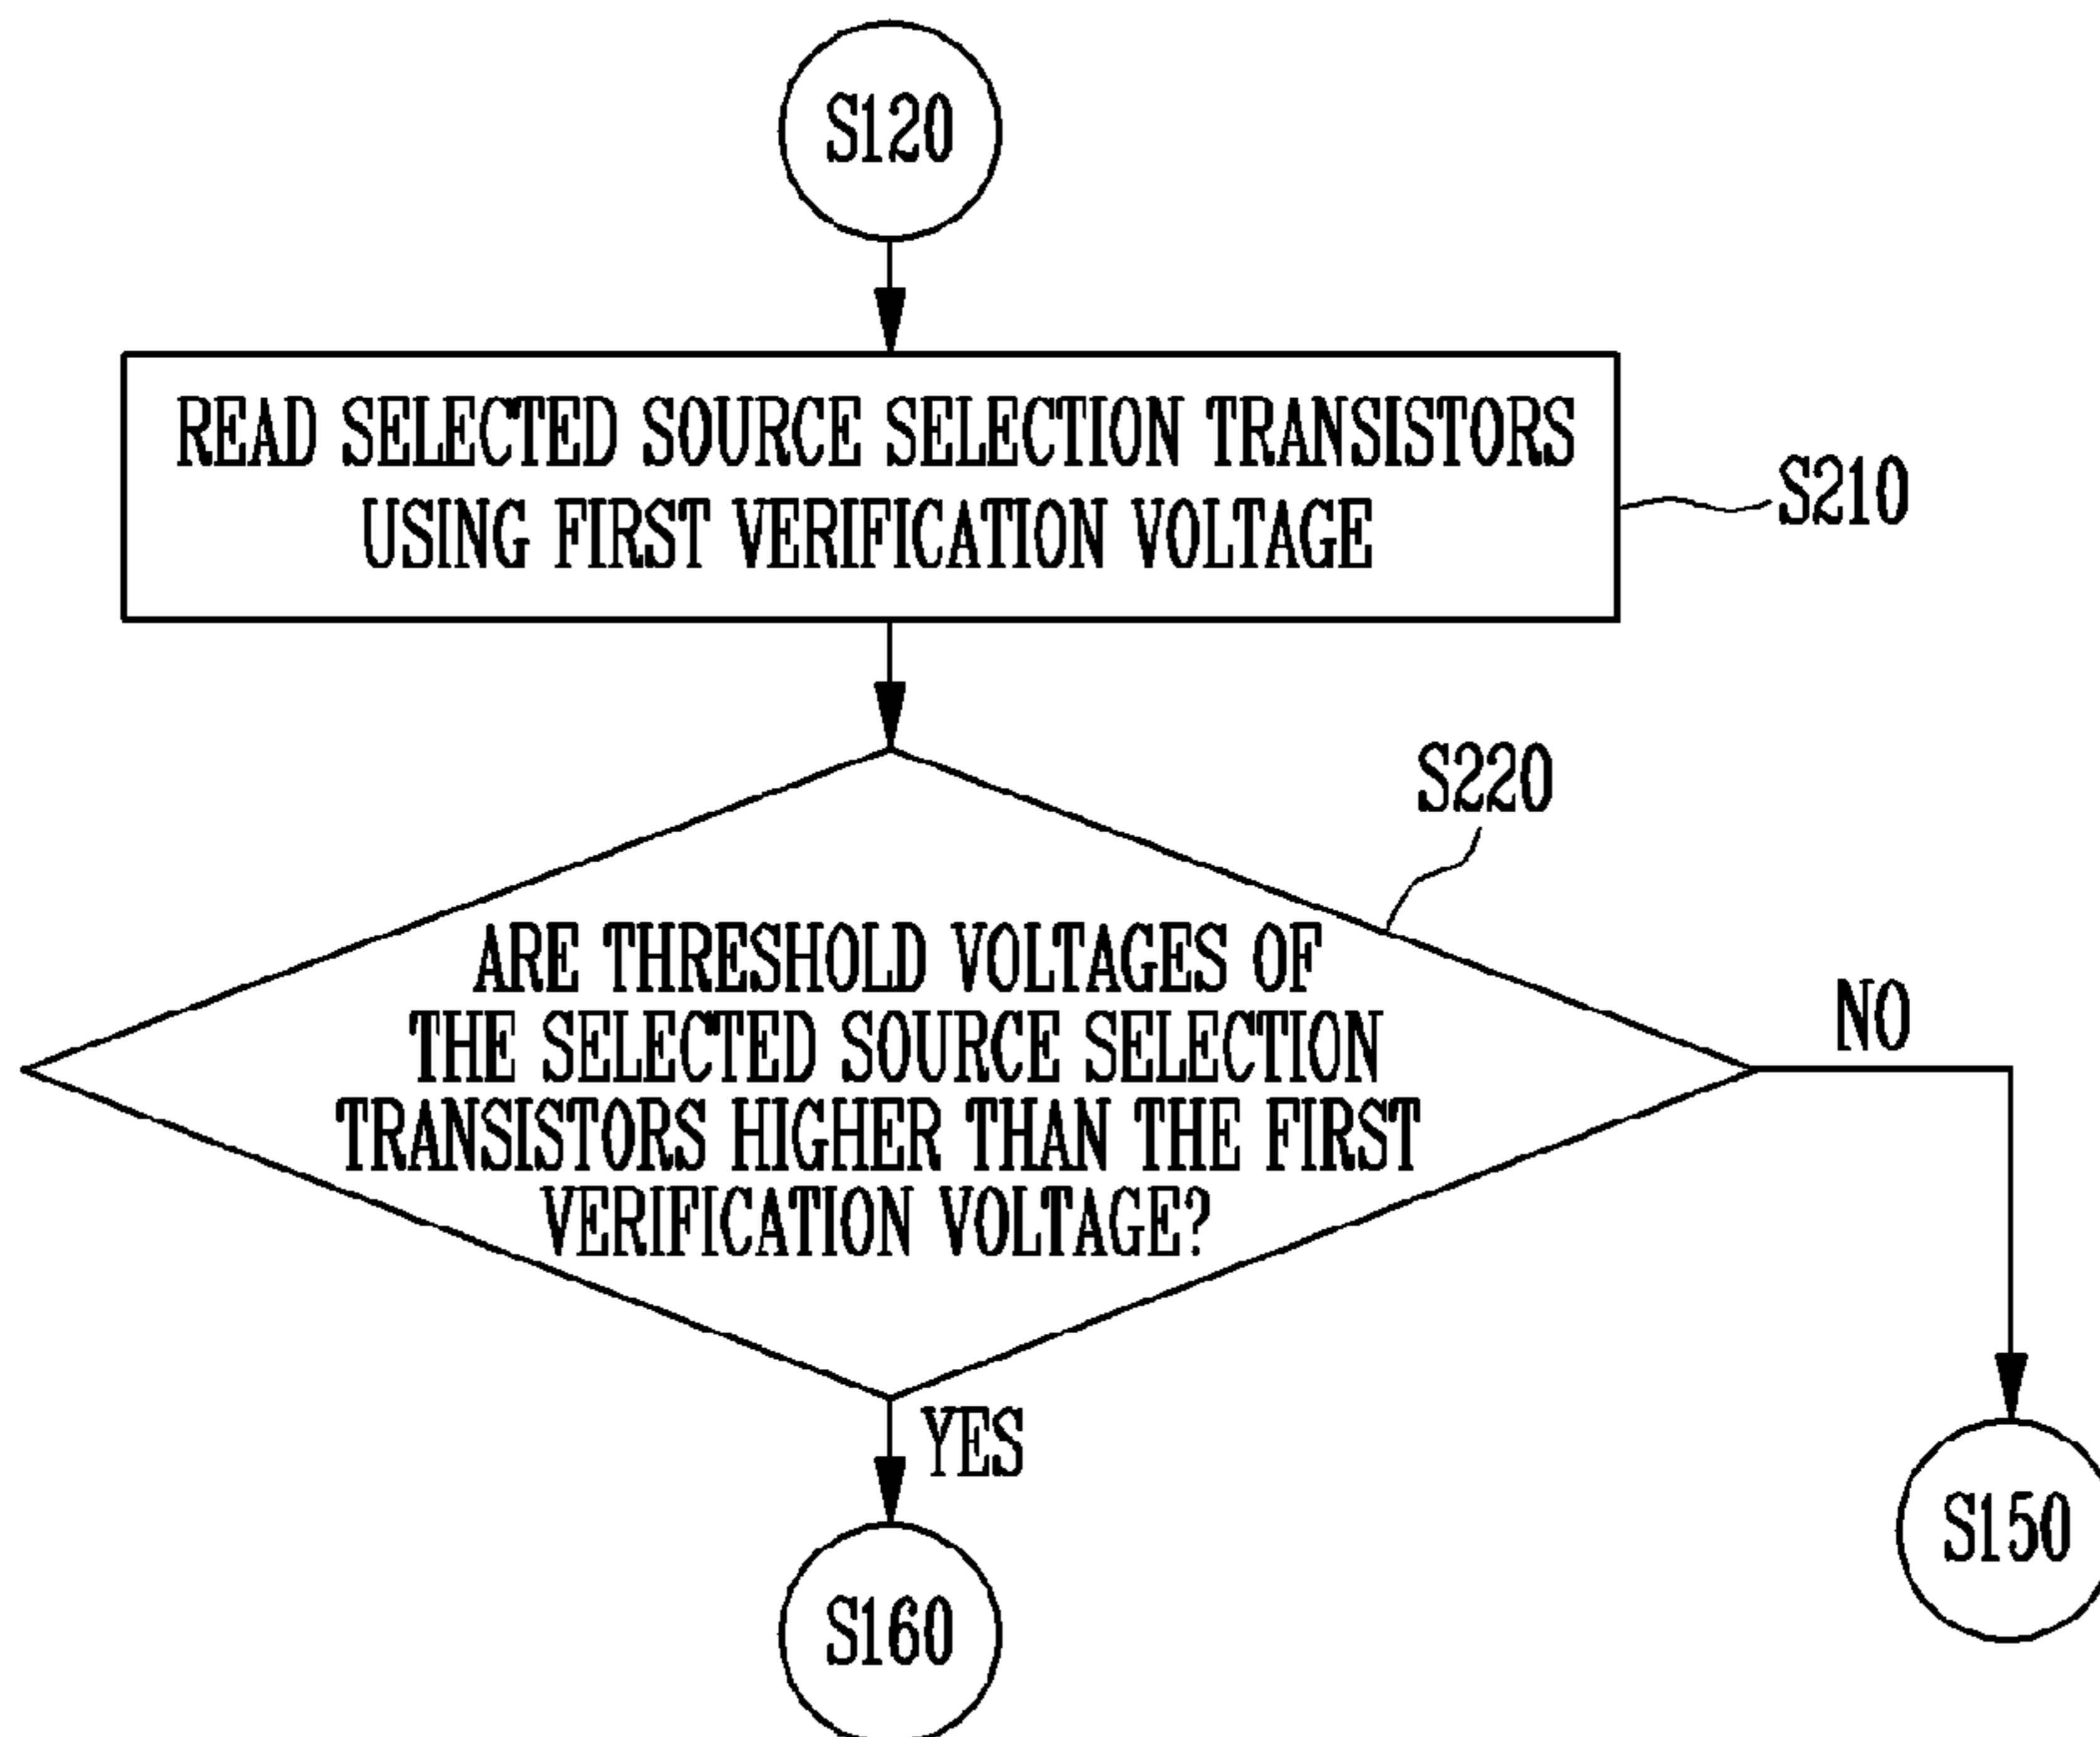 S120
READ SELECTED SOURCE SELECTION TRANSISTORS
USING FIRST VERIFICATION VOLTAGE
S210
S220
ARE THRESHOLD VOLTAGES OF
THE SELECTED SOURCE SELECTION
TRANSISTORS HIGHER THAN THE FIRST
VERIFICATION VOLTAGE?
NO
YES
S150
S160